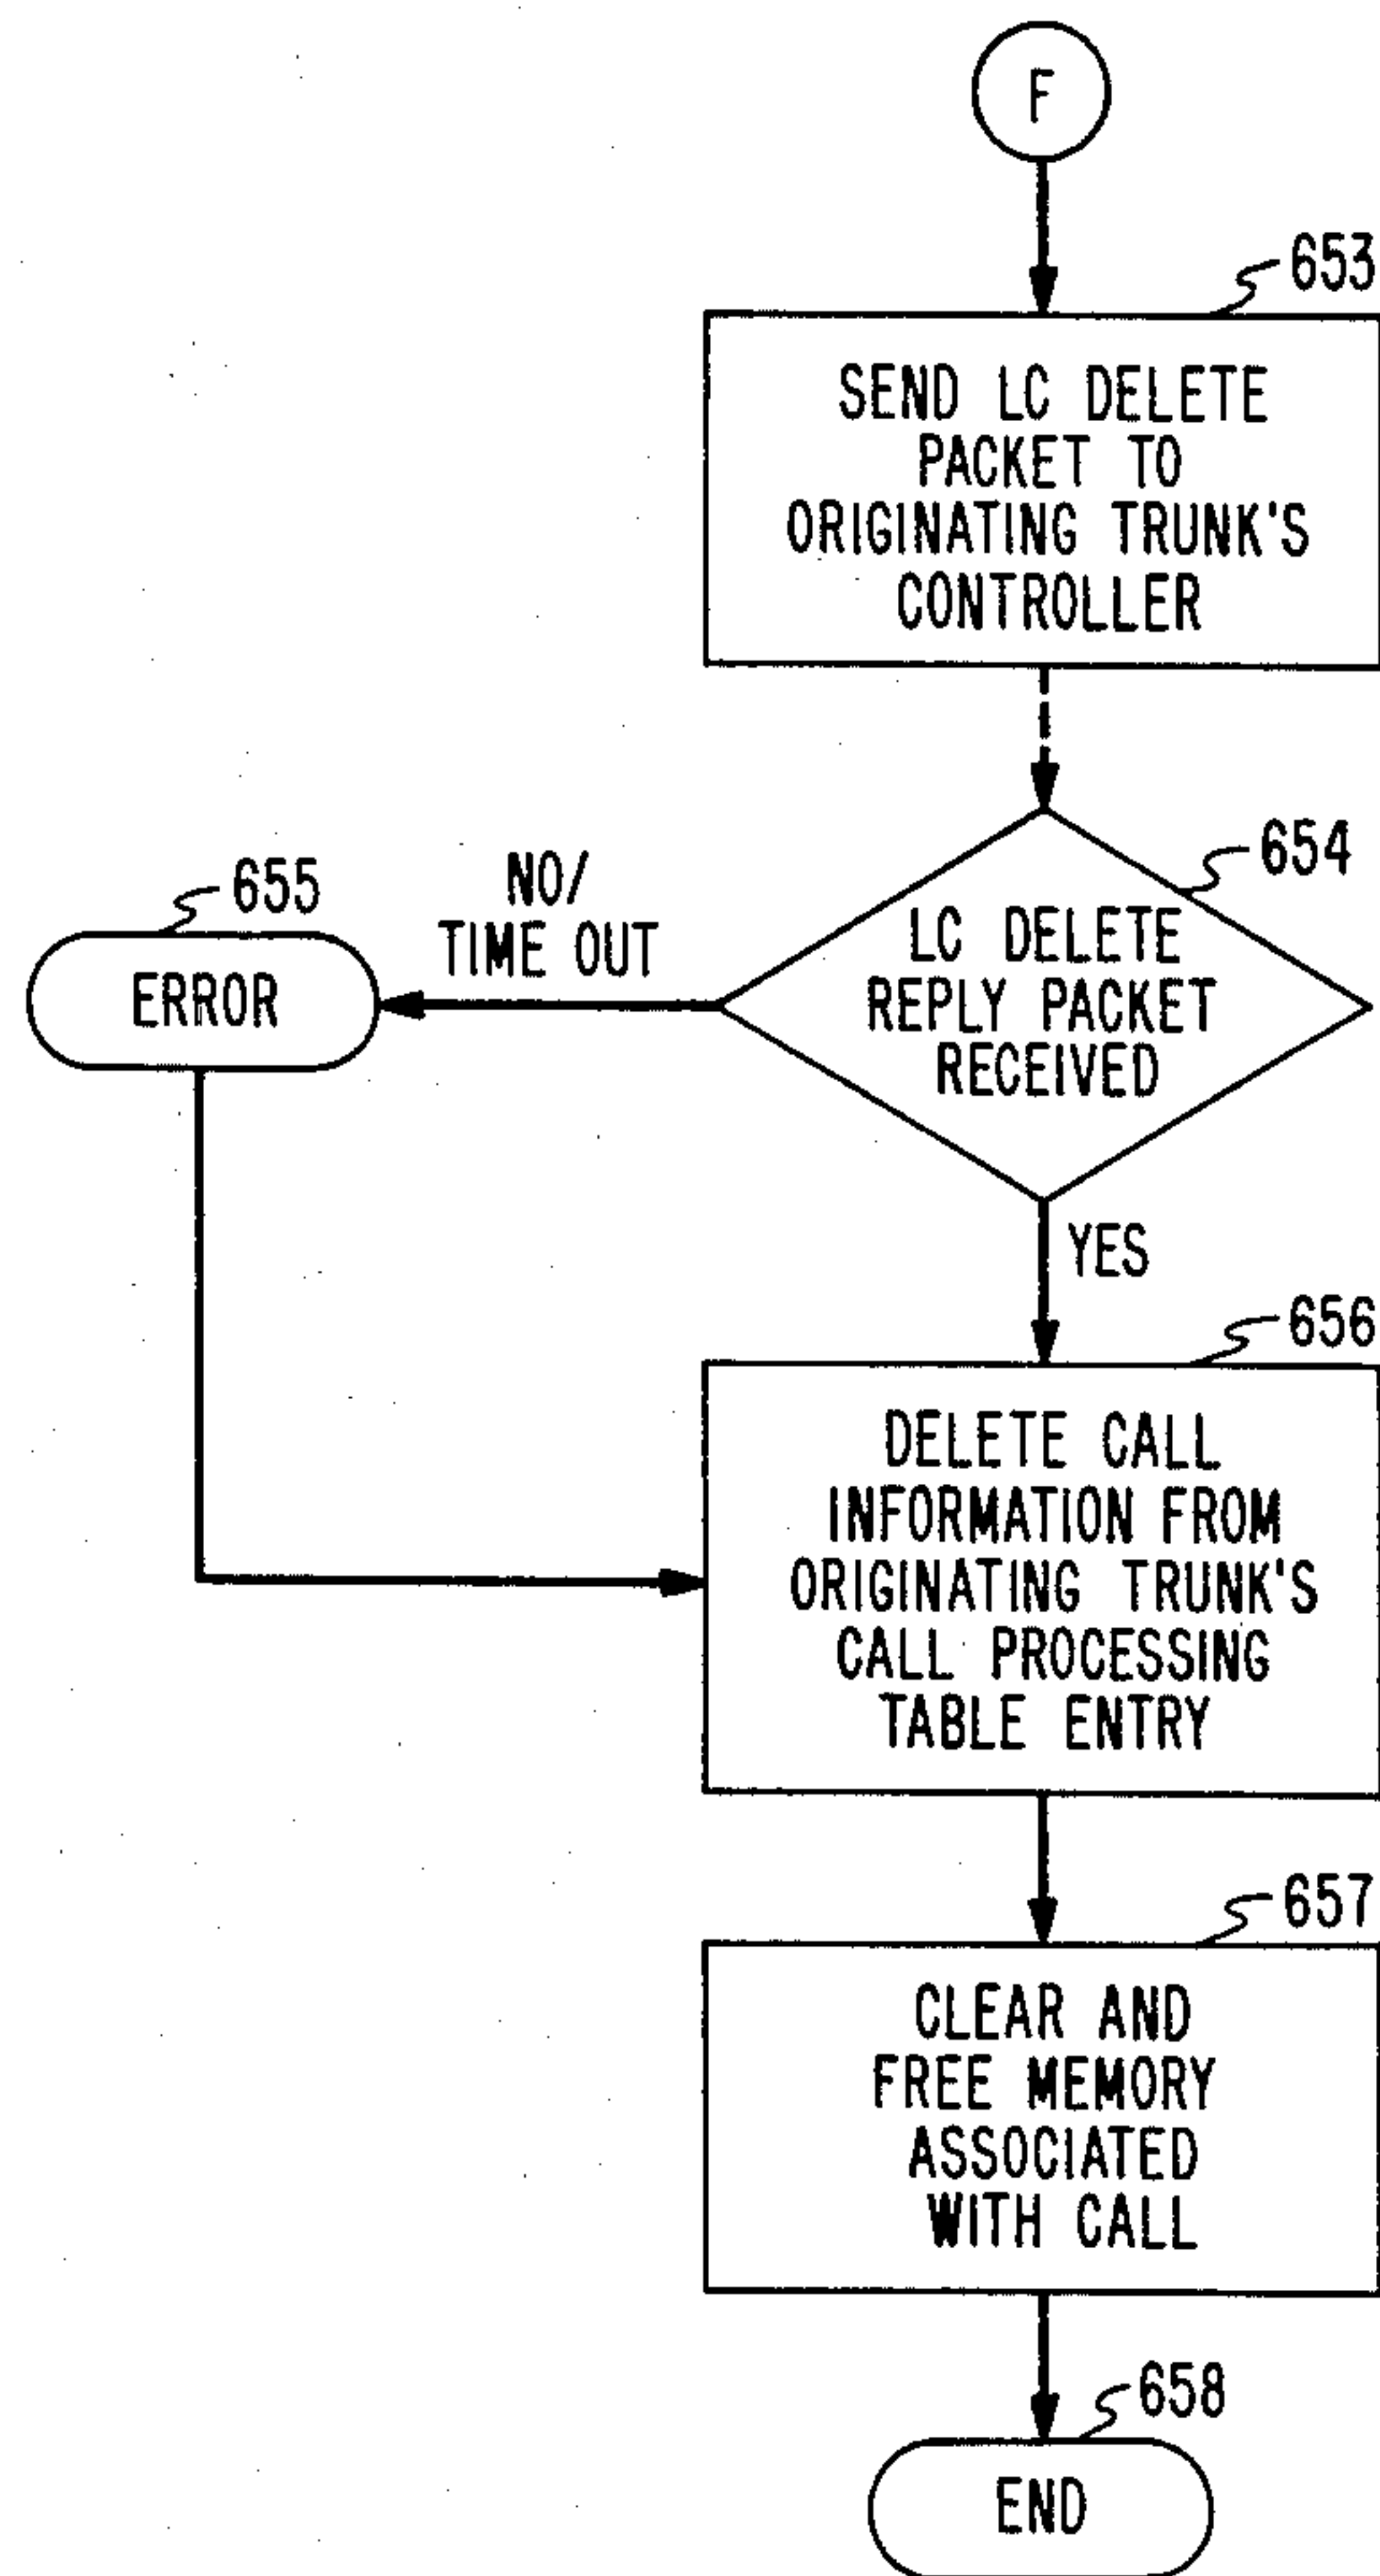 F
653
SEND LC DELETE
PACKET TO
ORIGINATING TRUNK'S
CONTROLLER
654
LC DELETE
REPLY PACKET
RECEIVED
NO/
TIME OUT
655
ERROR
YES
656
DELETE CALL
INFORMATION FROM
ORIGINATING TRUNK'S
CALL PROCESSING
TABLE ENTRY
657
CLEAR AND
FREE MEMORY
ASSOCIATED
WITH CALL
658
END